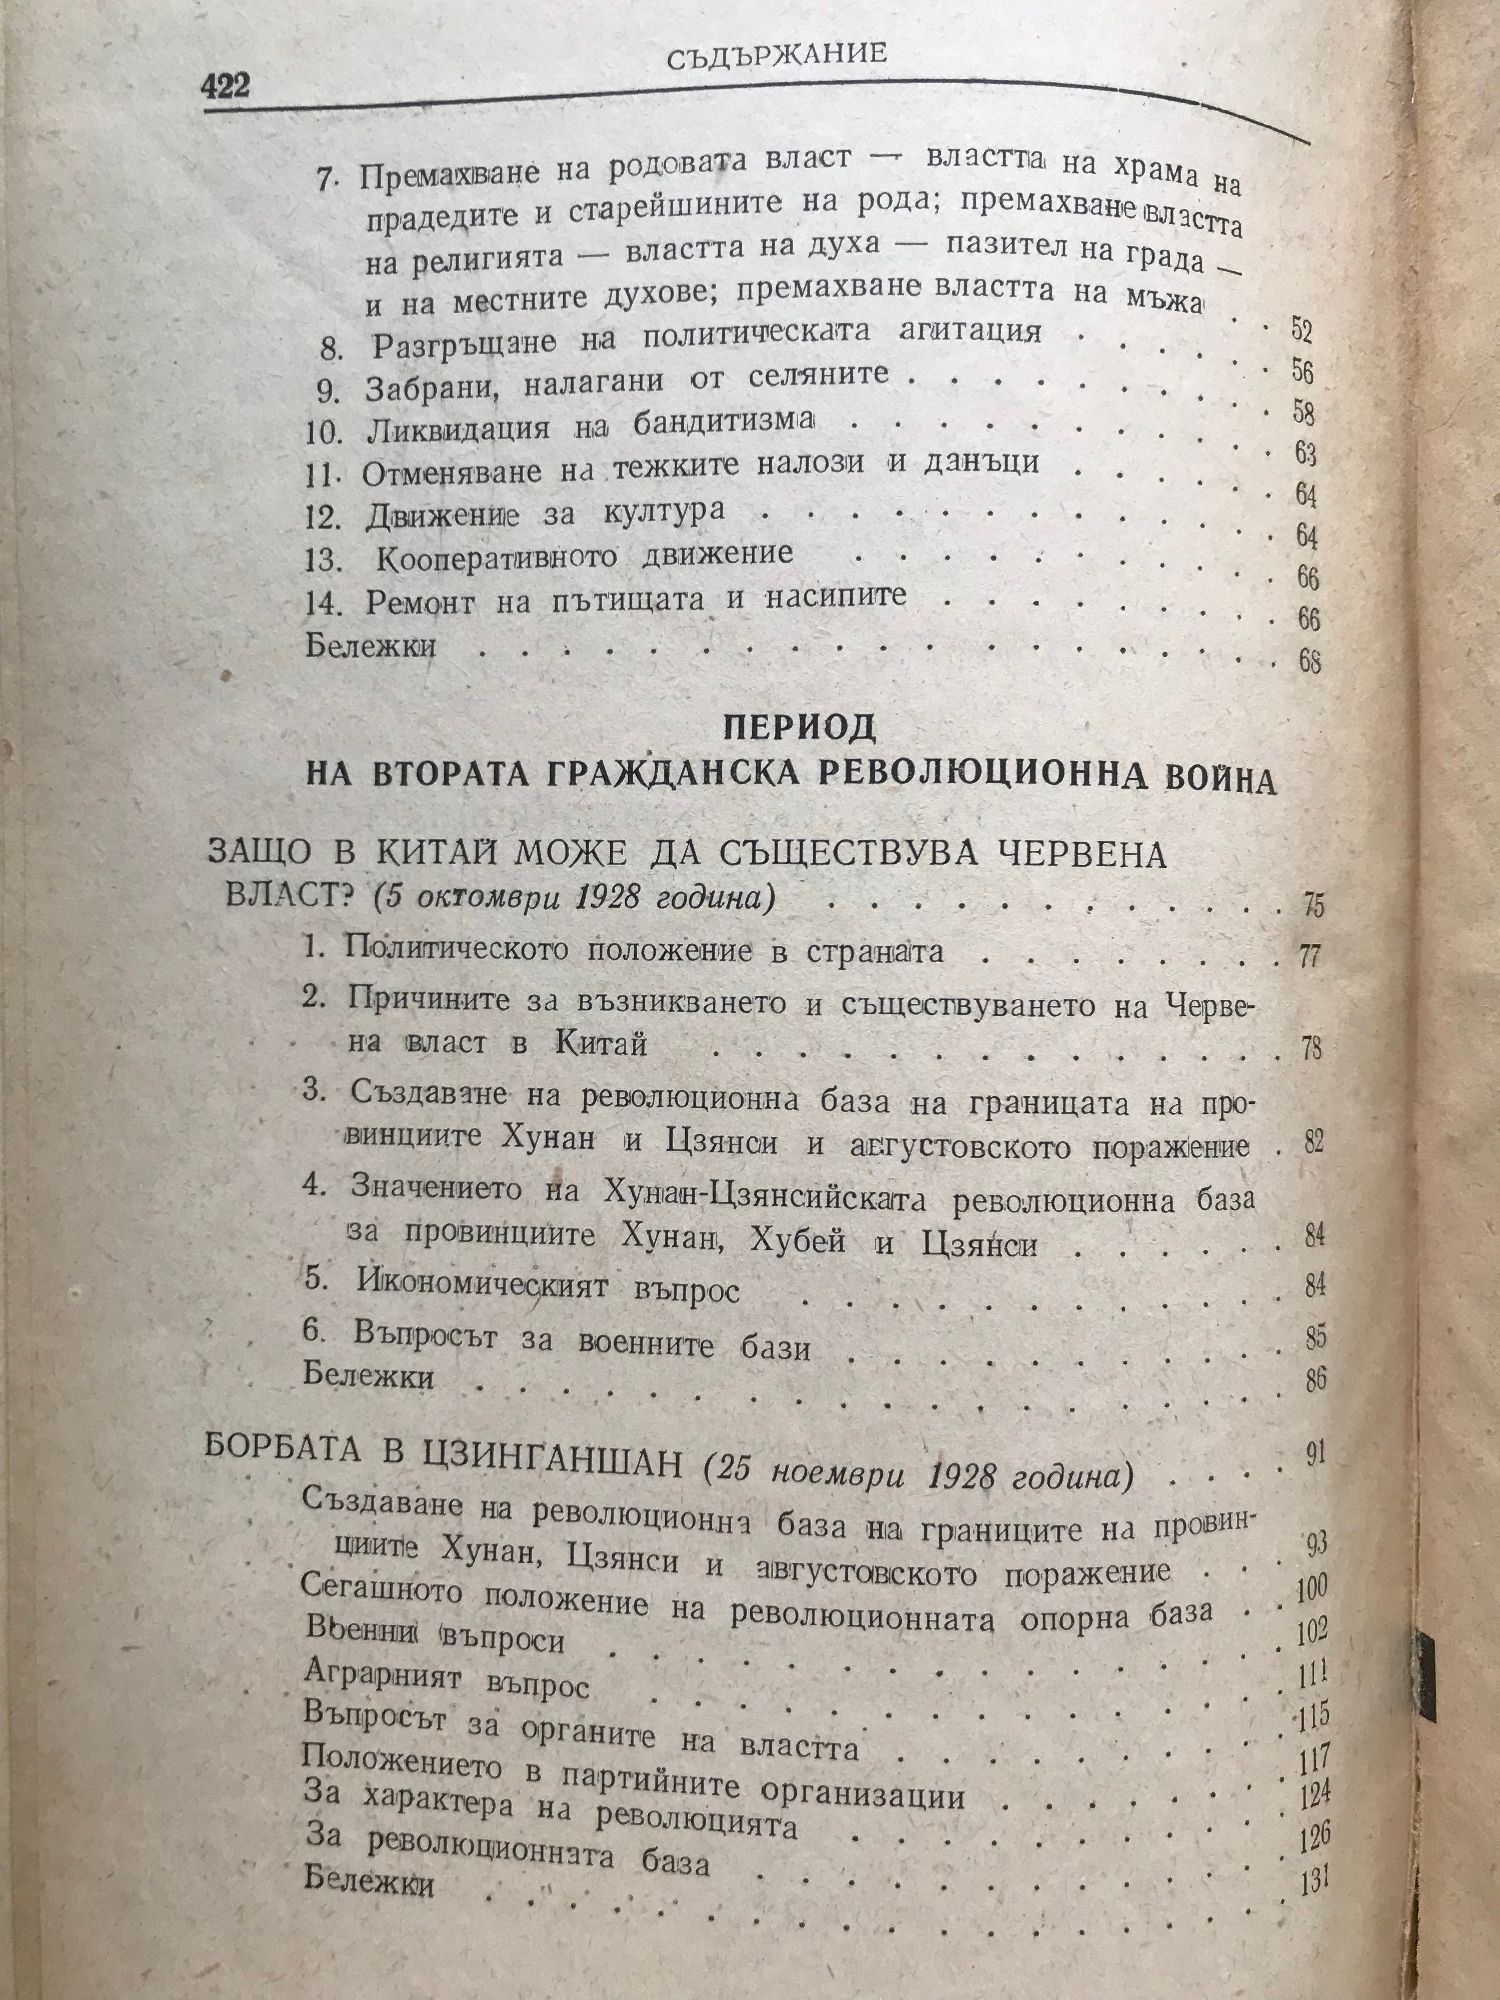 422
СЪДЪРЖАНИЕ
7. Премахване на родовата власт — властта на храма на
прадедите и старейшините на рода; премахване властта
на религията — властта на духа — пазител на града —
и на местните духове; премахване властта на мъжа . . 52
8. Разгръщане на политическата агитация . . . . . . 56
9. Забрани, налагани от селяните . . . . . . . . . 58
10. Ликвидация на бандитизма . . . . . . . . . . 63
11. Отменяване на тежките налози и данъци . . . . . . 64
12. Движение за култура . . . . . . . . . . . . 64
13. Кооперативното движение . . . . . . . . . . 66
14. Ремонт на пътищата и насипите . . . . . . . . . 66
Бележки . . . . . . . . . . . . . . . . . . . 68
ПЕРИОД
НА ВТОРАТА ГРАЖДАНСКА РЕВОЛЮЦИОННА ВОЙНА
ЗАЩО В КИТАЙ МОЖЕ ДА СЪЩЕСТВУВА ЧЕРВЕНА
ВЛАСТ? (5 октомври 1928 година) . . . . . . . . . . . 75
1. Политическото положение в страната . . . . . . . . 77
2. Причините за възникването и съществуването на Черве-
на власт в Китай . . . . . . . . . . . . . . 78
3. Създаване на революционна база на границата на про-
винциите Хунан и Цзянси и августовското поражение . 82
4. Значението на Хунан-Цзянсийската революционна база
за провинциите Хунан, Хубей и Цзянси . . . . . . 84
5. Икономическият въпрос . . . . . . . . . . . 84
6. Въпросът за военните бази . . . . . . . . . . 85
Бележки . . . . . . . . . . . . . . . . . . . 86
БОРБАТА В ЦЗИНГАНШАН (25 ноември 1928 година) . . . . 91
Създаване на революционна база на границите на провин-
циите Хунан, Цзянси и августовското поражение . . . 93
Сегашното положение на революционната опорна база . . 100
Военни въпроси . . . . . . . . . . . . . . . . 102
Аграрният въпрос . . . . . . . . . . . . . . . 111
Въпросът за органите на властта . . . . . . . . . . 115
Положението в партийните организации . . . . . . . 117
За характера на революцията . . . . . . . . . . . 124
За революционната база . . . . . . . . . . . . . 126
Бележки . . . . . . . . . . . . . . . . . . . 131